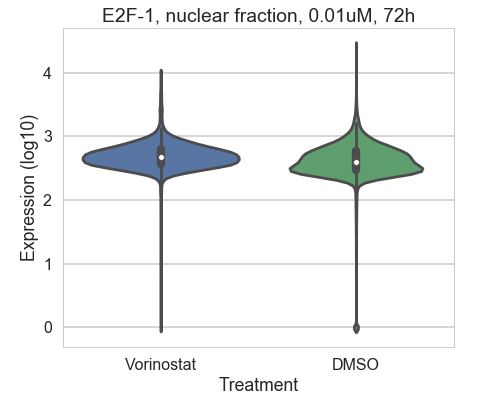 E2F-1, nuclear fraction, 0.01uM, 72h
Expression (log10)
4
3
2
1
0
Vorinostat
DMSO
Treatment